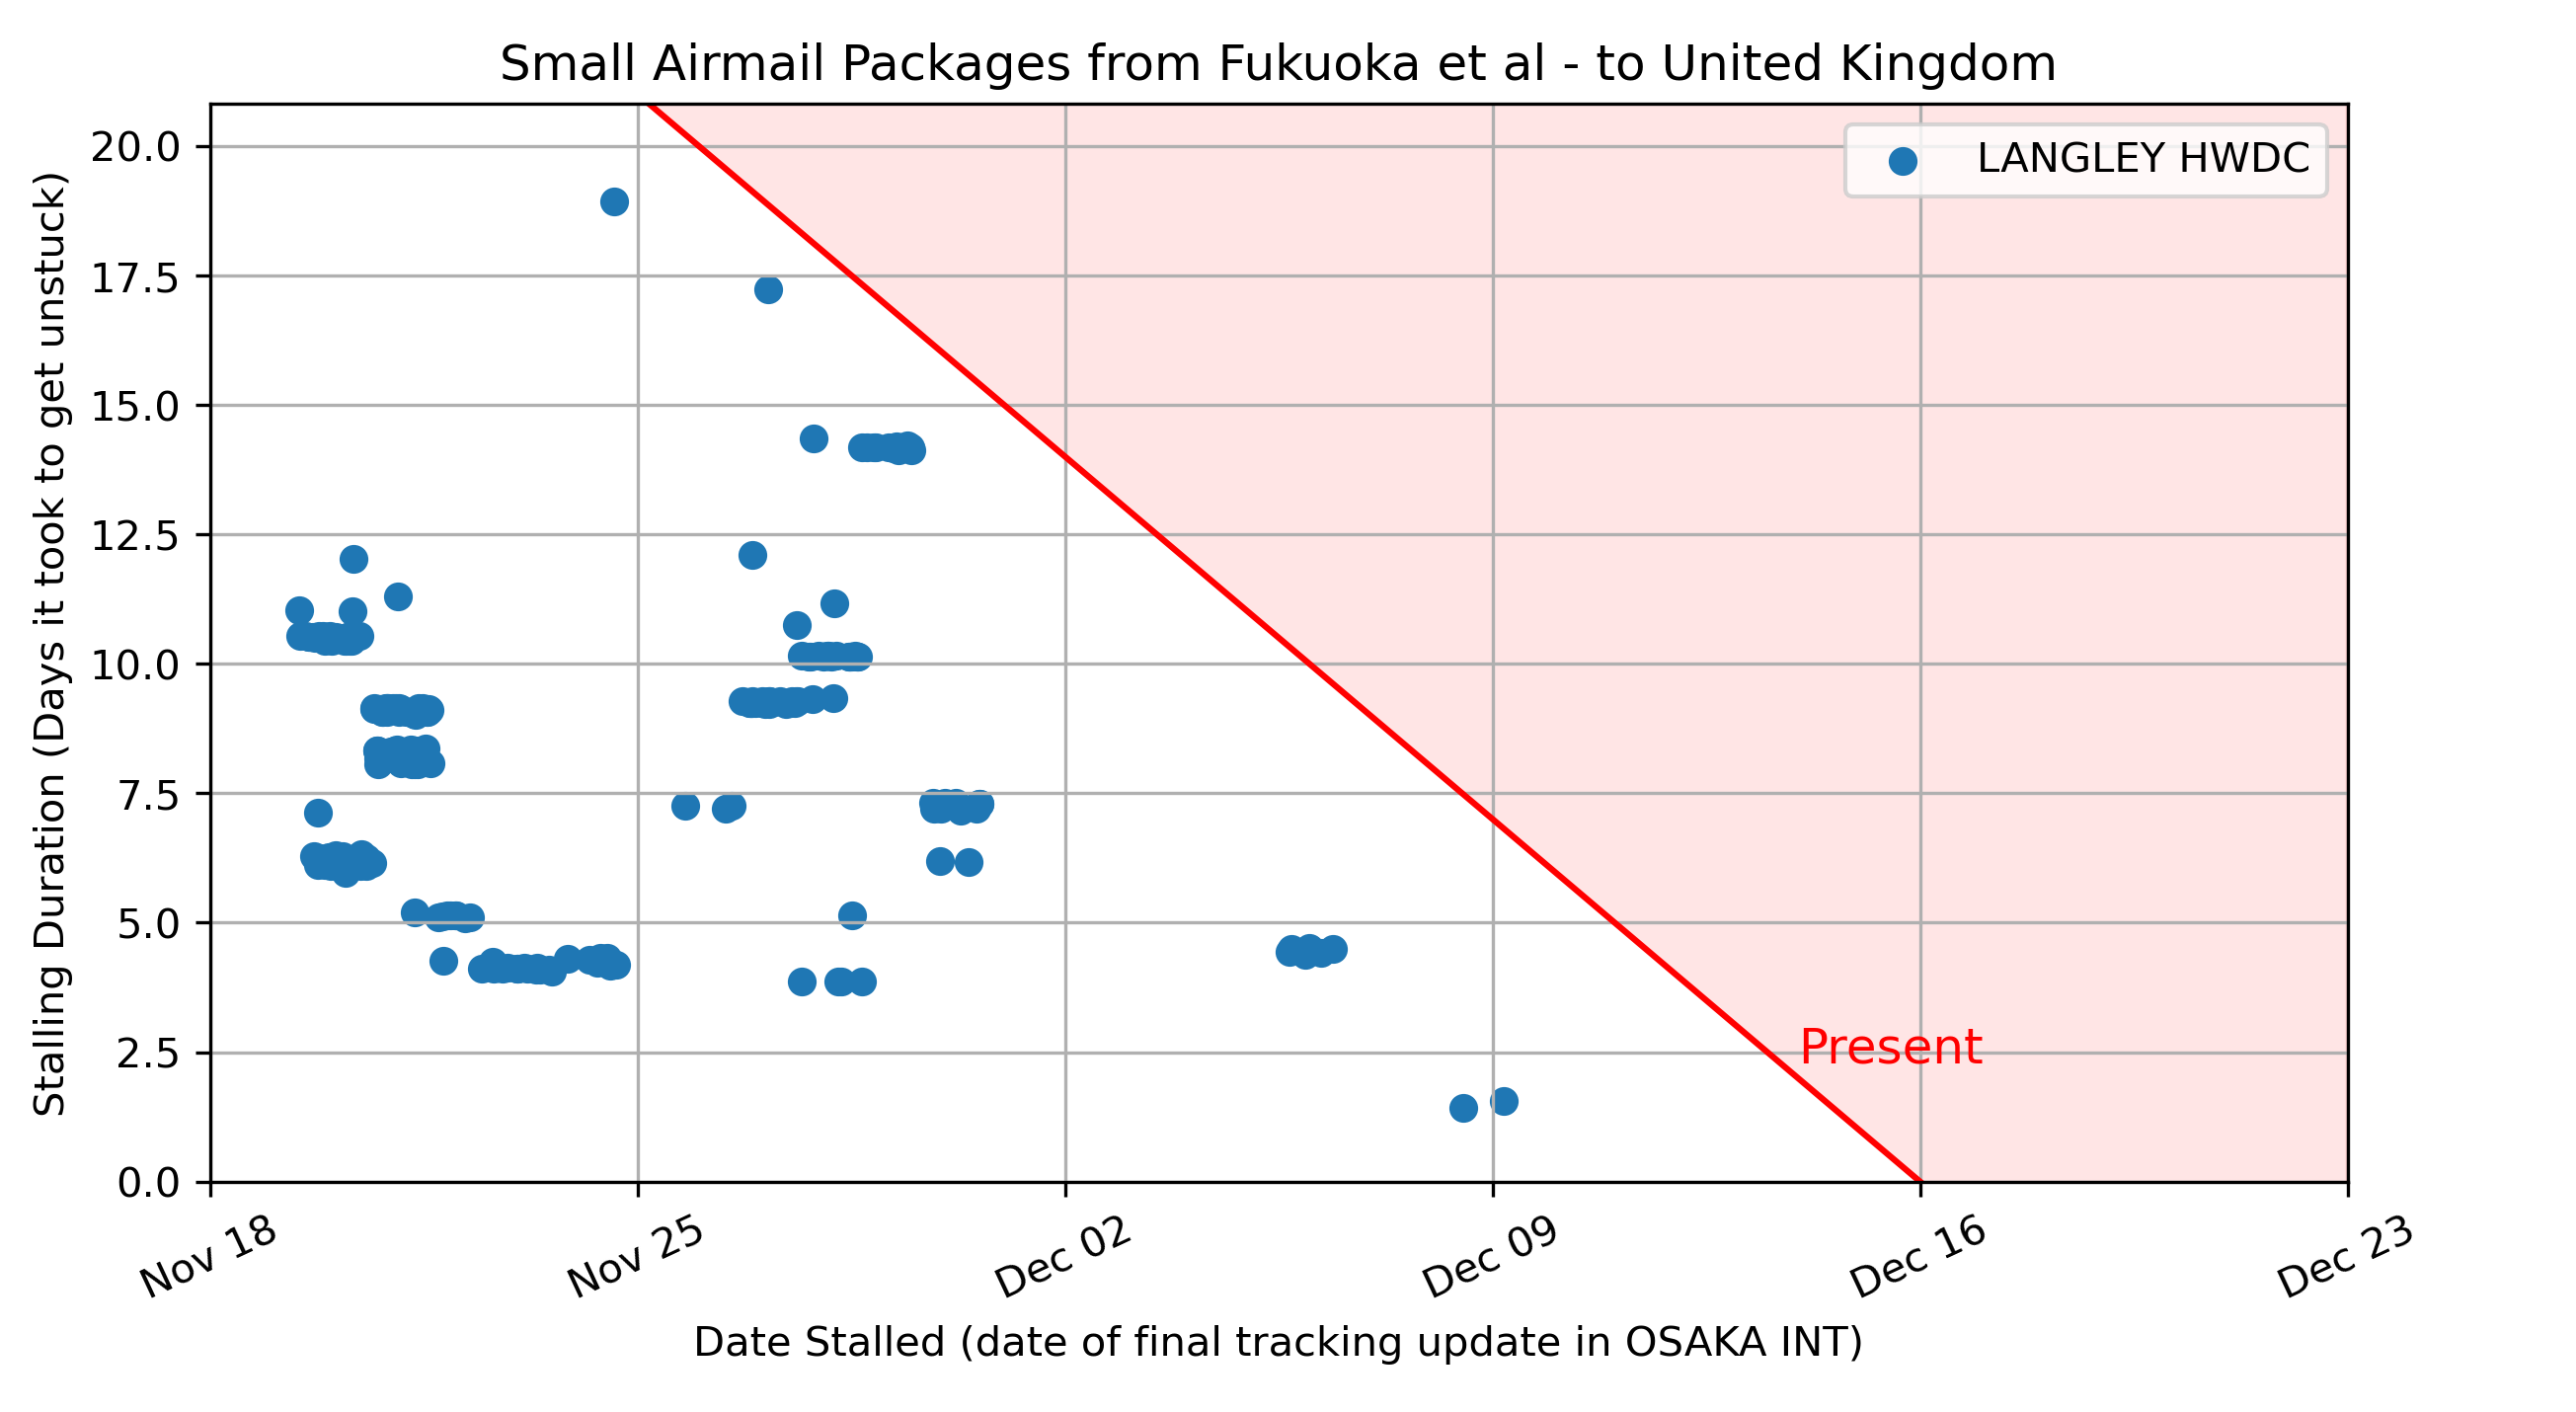 Small Airmail Packages from Fukuoka et al - to United Kingdom
LANGLEY HWDC
Stalling Duration (Days it took to get unstuck)
20.0
17.5
15.0
12.5
10.0
7.5
5.0
2.5
0.0
Present
Nov 18
Nov 25
Dec 02
Dec 09
Dec 16
Dec 23
Date Stalled (date of final tracking update in OSAKA INT)